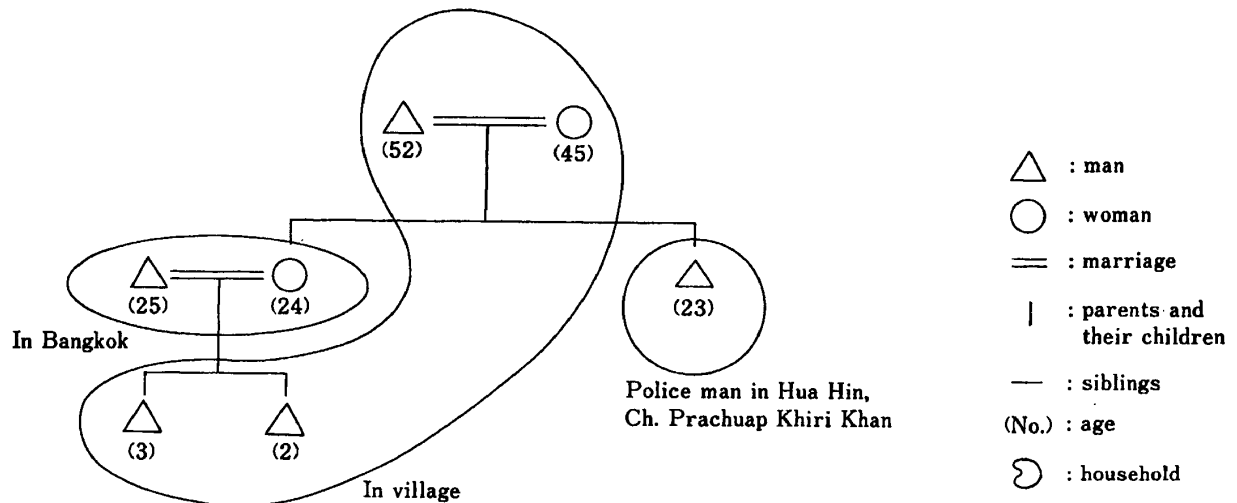 (52)
(45)
(25)
(24)
(23)
In Bangkok
(3)
(2)
Police man in Hua Hin,
Ch. Prachuap Khiri Khan
In village
: man
: woman
: marriage
: parents and
their children
: siblings
(No.) : age
: household